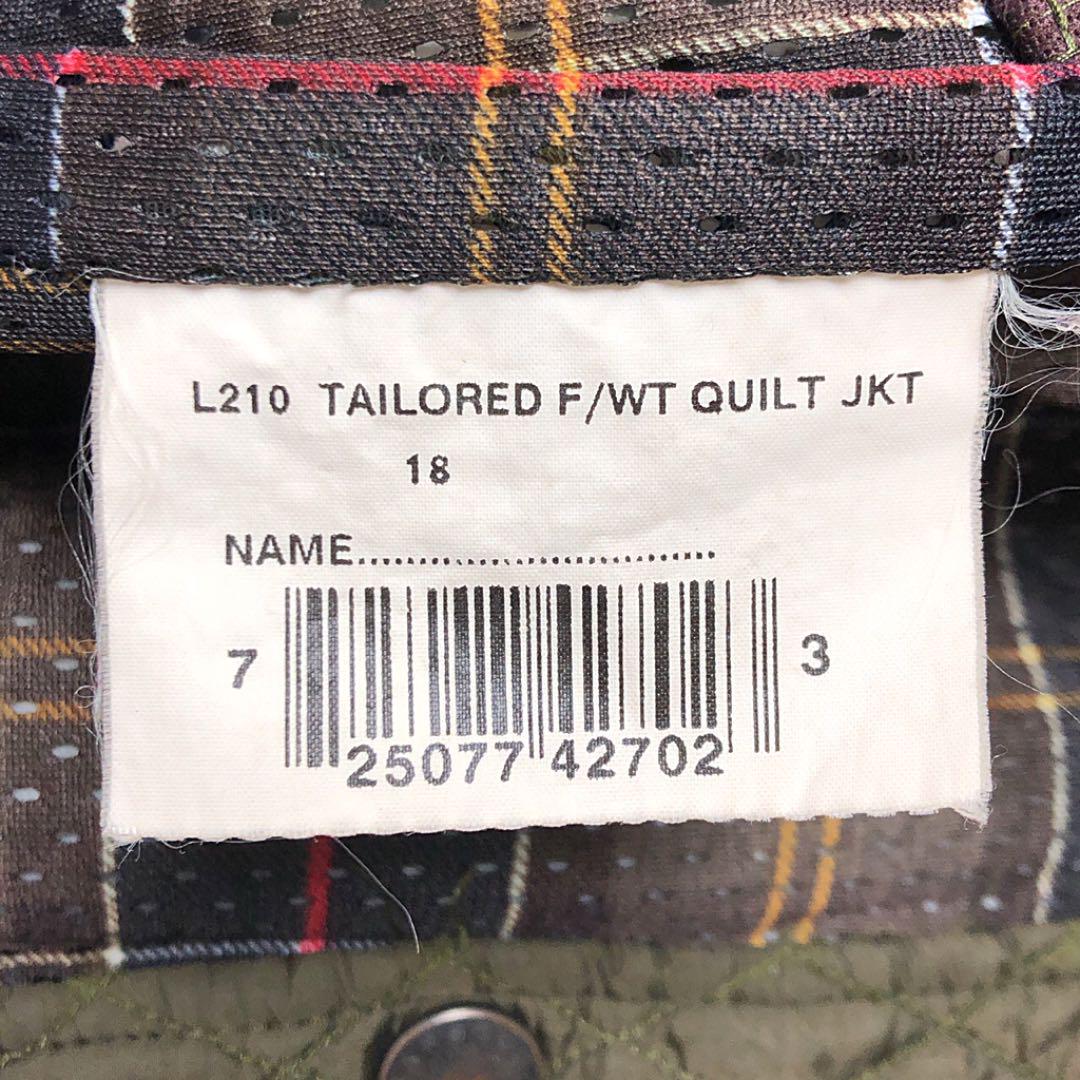 L210 TAILORED F/WT QUILT JKT
18
NAME....................................
7 25077 42702 3